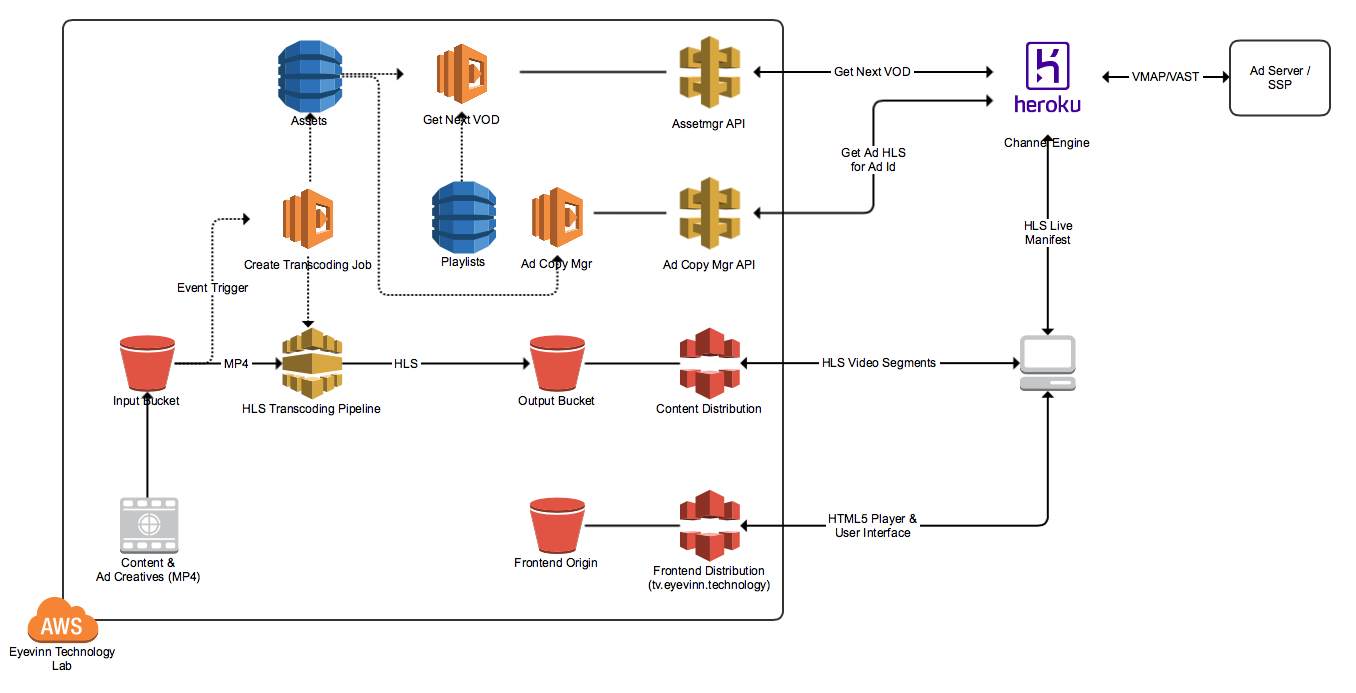 Assets
Get Next VOD
Assetmgr API
Get Next VOD
heroku
Channel Engine
VMAP/VAST
Ad Server /
SSP
Get Ad HLS
for Ad Id
Create Transcoding Job
Playlists
Ad Copy Mgr
Ad Copy Mgr API
HLS Live
Manifest
Event Trigger
Input Bucket
MP4
HLS Transcoding Pipeline
HLS
Output Bucket
Content Distribution
HLS Video Segments
Content &
Ad Creatives (MP4)
Frontend Origin
Frontend Distribution
(tv.eyevinn.technology)
HTML5 Player &
User Interface
AWS
Eyevinn Technology
Lab